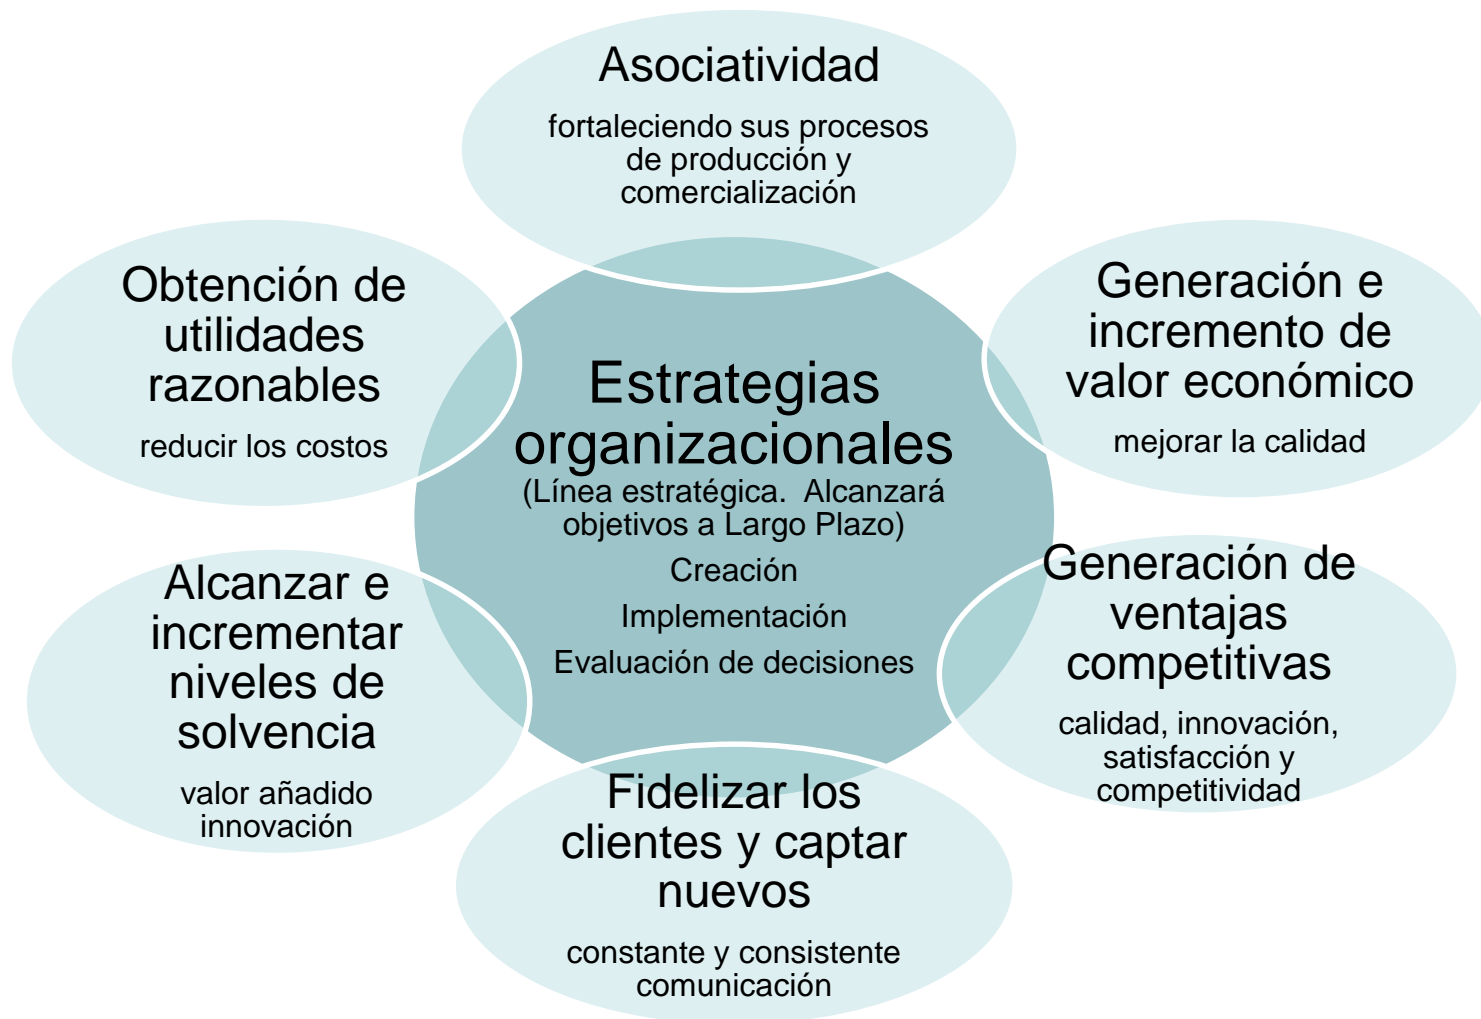 Asociatividad
fortaleciendo sus procesos
de producción y
comercialización
Generación e
incremento de
valor económico
mejorar la calidad
Generación de
ventajas
competitivas
calidad, innovación,
satisfacción y
competitividad
Fidelizar los
clientes y captar
nuevos
constante y consistente
comunicación
Alcanzar e
incrementar
niveles de
solvencia
valor añadido
innovación
Obtención de
utilidades
razonables
reducir los costos
Estrategias
organizacionales
(Línea estratégica.  Alcanzará
objetivos a Largo Plazo)
Creación
Implementación
Evaluación de decisiones